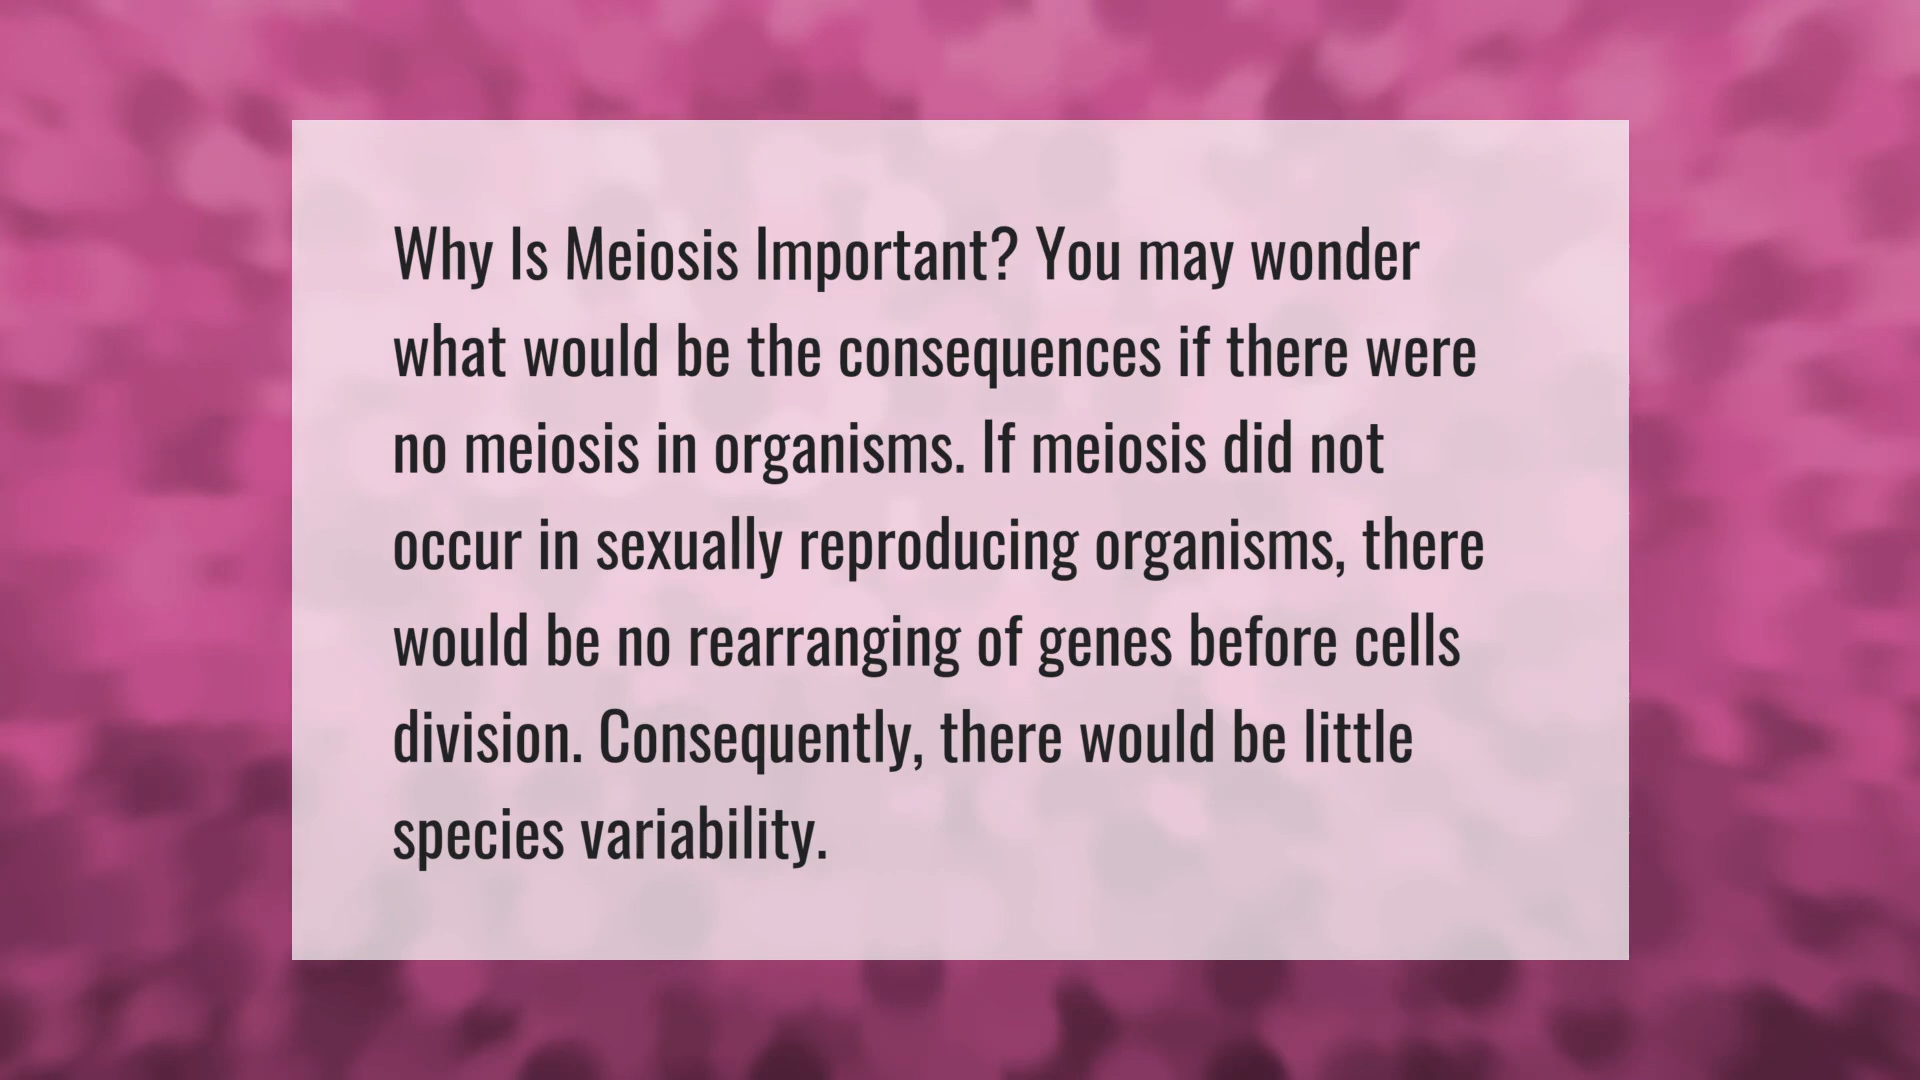 Why Is Meiosis Important? You may wonder
what would be the consequences if there were
no meiosis in organisms. If meiosis did not
occur in sexually reproducing organisms, there
would be no rearranging of genes before cells
division. Consequently, there would be little
species variability.